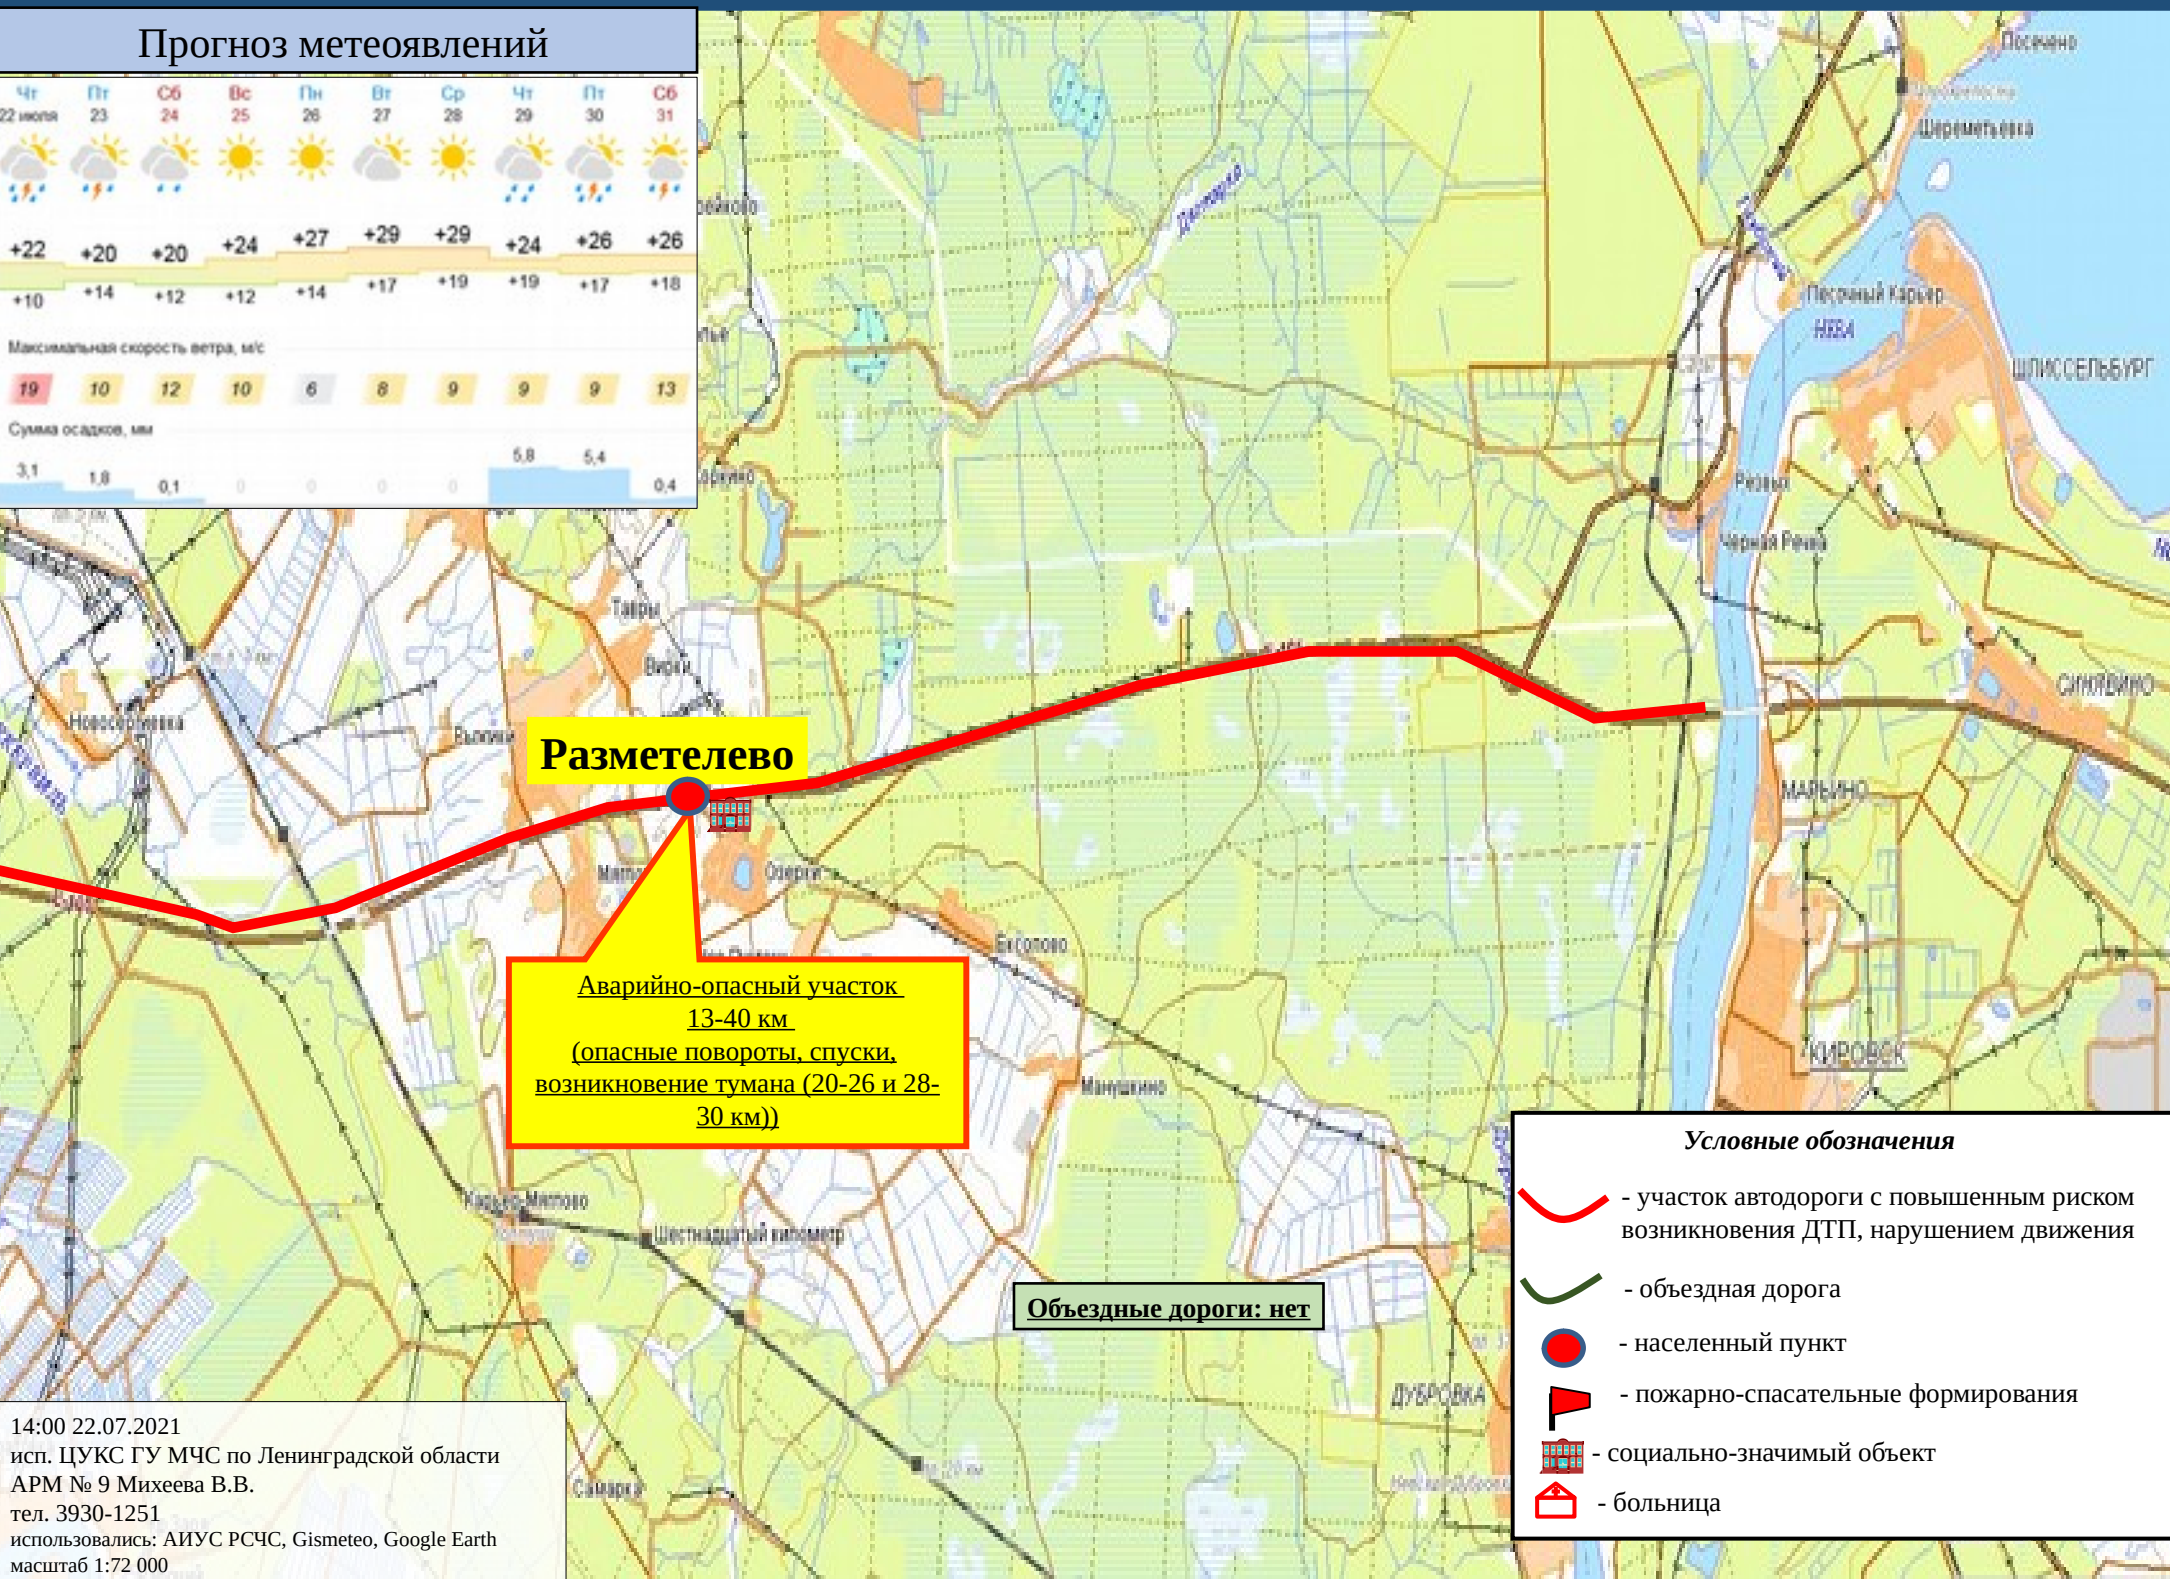 Прогноз метеоявлений
Чт Пт Сб Вс Пн Вт Ср Чт Пт Сб
22 июля 23 24 25 26 27 28 29 30 31
+22 +20 +20 +24 +27 +29 +29 +24 +26 +26
+10 +14 +12 +12 +14 +17 +19 +19 +17 +18
Максимальная скорость ветра, м/с
19 10 12 10 6 8 9 9 9 13
Сумма осадков, мм
3,1 1,8 0,1 0 0 0 0 5,8 5,4 0,4
Шереметьевка
Песочный Карьер
НЕВА
ШЛИССЕЛЬБУРГ
Черная Речка
Тавры
Вирки
Новосергиевка
СИНЯВИНО
Разметелево
МАРЬИНО
Озерки
Ексолово
Аварийно-опасный участок
13-40 км
(опасные повороты, спуски,
возникновение тумана (20-26 и 28-
30 км))
КИРОВСК
Манушкино
Карьер-Мяглово
Шестнадцатый километр
Объездные дороги: нет
ДУБРОВКА
Самарка
Условные обозначения
- участок автодороги с повышенным риском
возникновения ДТП, нарушением движения
- объездная дорога
- населенный пункт
- пожарно-спасательные формирования
- социально-значимый объект
- больница
14:00 22.07.2021
исп. ЦУКС ГУ МЧС по Ленинградской области
АРМ № 9 Михеева В.В.
тел. 3930-1251
использовались: АИУС РСЧС, Gismeteo, Google Earth
масштаб 1:72 000